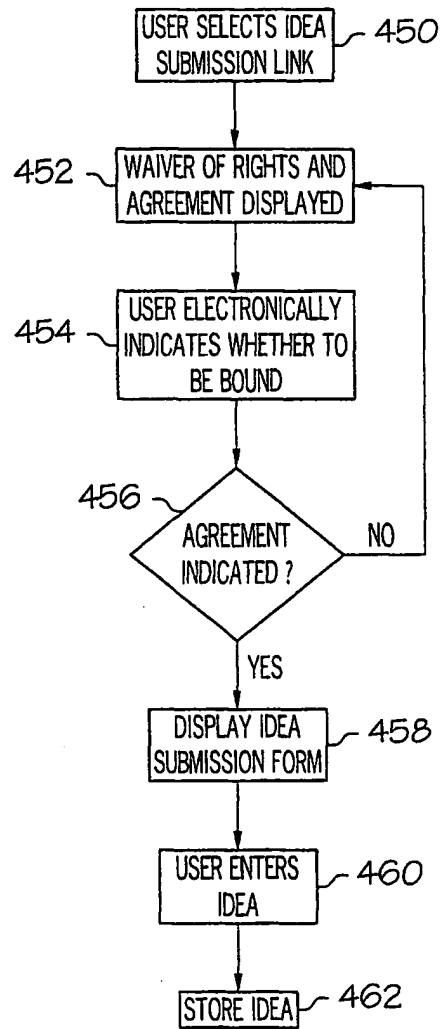 USER SELECTS IDEA
SUBMISSION LINK
450
452
WAIVER OF RIGHTS AND
AGREEMENT DISPLAYED
454
USER ELECTRONICALLY
INDICATES WHETHER TO
BE BOUND
456
AGREEMENT
INDICATED ?
NO
YES
DISPLAY IDEA
SUBMISSION FORM
458
USER ENTERS
IDEA
460
STORE IDEA
462